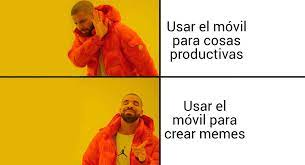 Usar el móvil
para cosas
productivas
Usar el
móvil para
crear memes